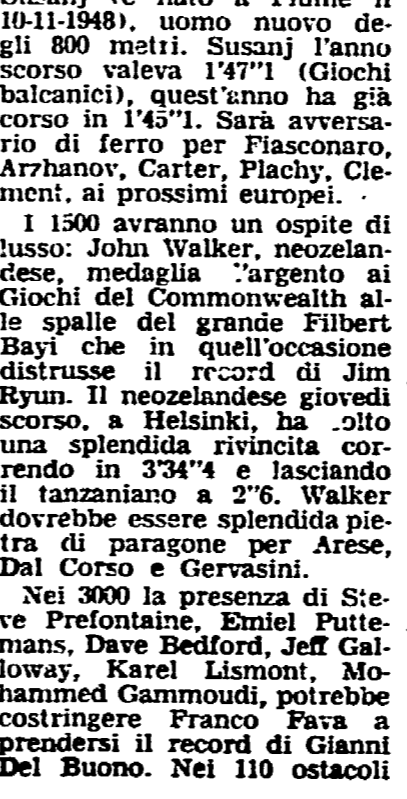 10-11-1948), uomo nuovo de-
gli 800 metri. Susanj l'anno
scorso valeva 1'47"1 (Giochi
balcanici), quest'anno ha già
corso in 1'45"1. Sarà avversa-
rio di ferro per Fiasconaro,
Arzhanov, Carter, Plachy, Cle-
ment, ai prossimi europei.
I 1500 avranno un ospite di
lusso: John Walker, neozelan-
dese, medaglia d'argento ai
Giochi del Commonwealth al-
le spalle del grande Filbert
Bayi che in quell'occasione
distrusse il record di Jim
Ryun. Il neozelandese giovedì
scorso, a Helsinki, ha
una splendida rivincita cor-
rendo in 3'34"4 e lasciando
il tanzaniano a 2"6. Walker
dovrebbe essere splendida pie-
tra di paragone per Arese,
Dal Corso e Gervasini.
Nei 3000 la presenza di Ste-
ve Prefontaine, Emiel Putte-
mans, Dave Bedford, Jeff Gal-
loway, Karel Lismont, Mo-
hammed Gammoudi, potrebbe
costringere Franco Fava a
prendersi il record di Gianni
Del Buono. Nei 110 ostacoli